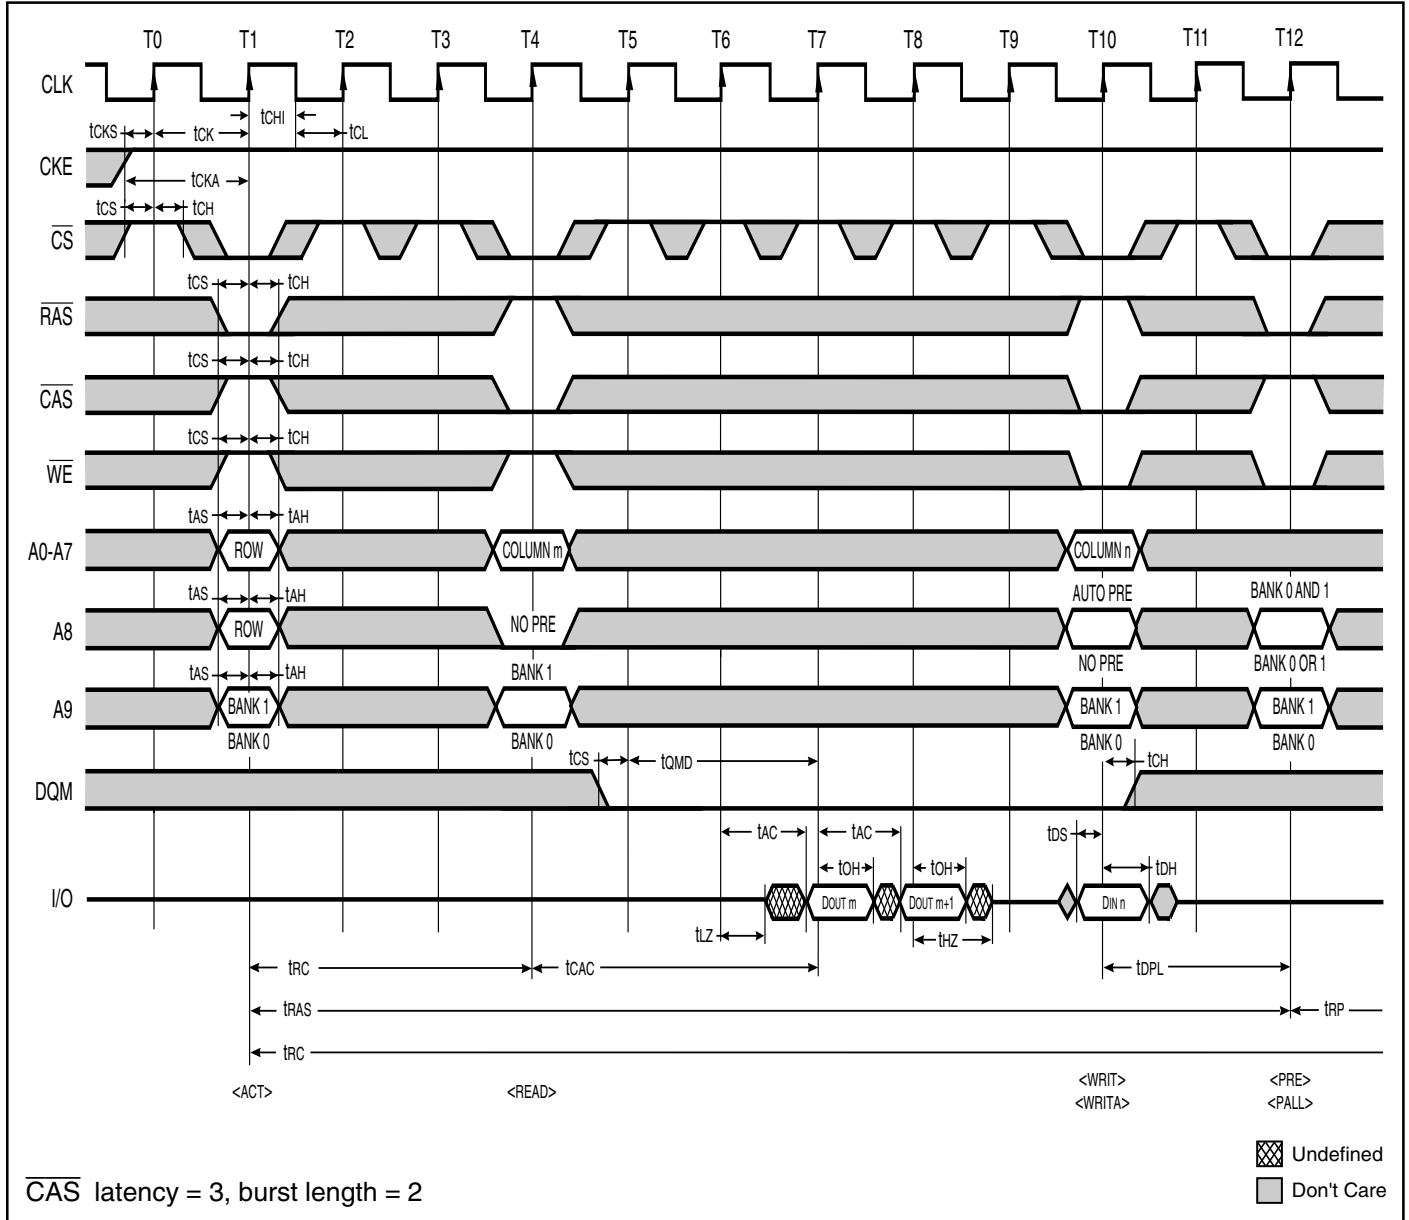 T0 T1 T2 T3 T4 T5 T6 T7 T8 T9 T10 T11 T12
CLK
tCHI
tCKS tCK tCL
CKE
tCKA
tCS tCH
CS
tCS tCH
RAS
tCS tCH
CAS
tCS tCH
WE
tAS tAH
A0-A7 ROW COLUMN m COLUMN n
tAS tAH AUTO PRE BANK 0 AND 1
A8 ROW NO PRE
tAS tAH BANK 1 NO PRE BANK 0 OR 1
A9 BANK 1 BANK 1 BANK 1
BANK 0 BANK 0 BANK 0 BANK 0
tCS tQMD tCH
DQM
tAC tAC tDS
tOH tOH tDH
I/O DOUT m DOUT m+1 DIN n
tLZ tHZ
tRC tCAC tDPL
tRAS tRP
tRC
<ACT> <READ> <WRIT> <PRE>
<WRITA> <PALL>
Undefined
CAS latency = 3, burst length = 2 Don't Care